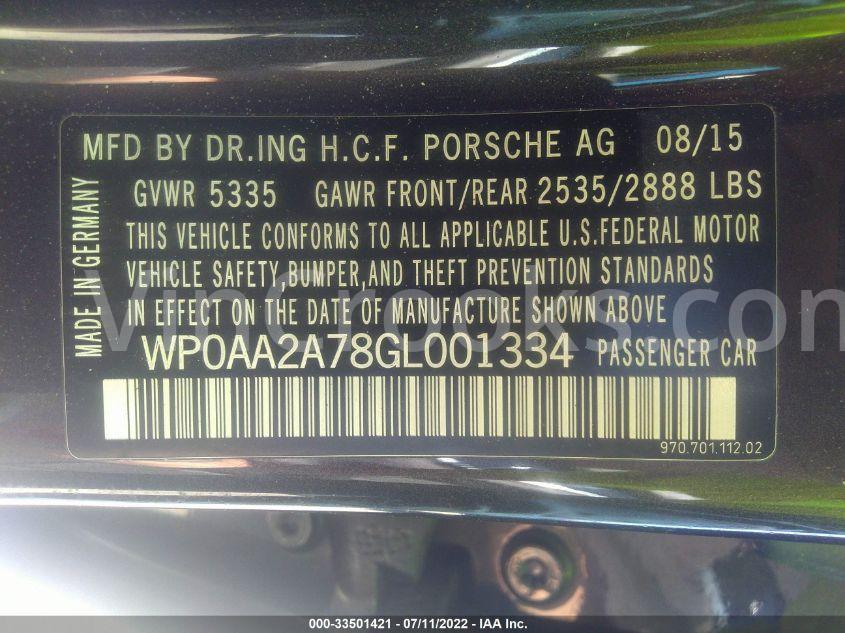 MFD BY DR.ING H.C.F. PORSCHE AG 08/15
GVWR 5335 GAWR FRONT/REAR 2535/2888 LBS
THIS VEHICLE CONFORMS TO ALL APPLICABLE U.S.FEDERAL MOTOR
VEHICLE SAFETY,BUMPER,AND THEFT PREVENTION STANDARDS
IN EFFECT ON THE DATE OF MANUFACTURE SHOWN ABOVE
WP0AA2A78GL001334 PASSENGER CAR
970.701.112.02
MADE IN GERMANY
VinCrooks.com
000-33501421 - 07/11/2022 - IAA Inc.